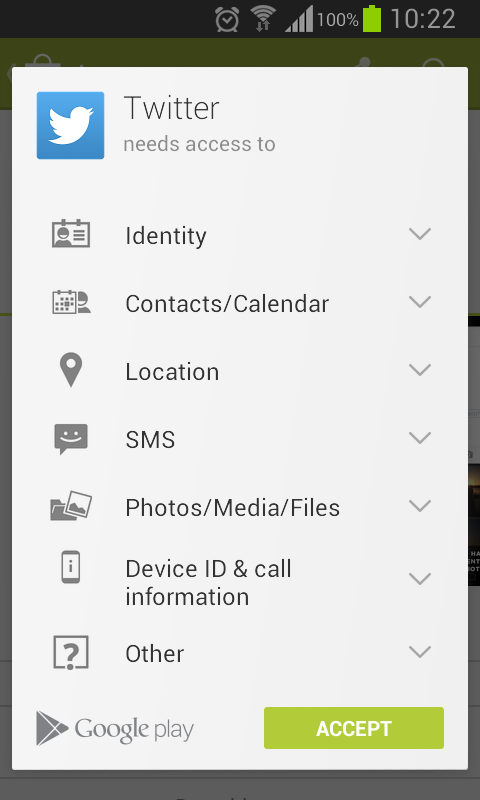 100% 10:22
Twitter
needs access to
Identity
Contacts/Calendar
Location
SMS
Photos/Media/Files
Device ID & call
information
Other
Google play
ACCEPT